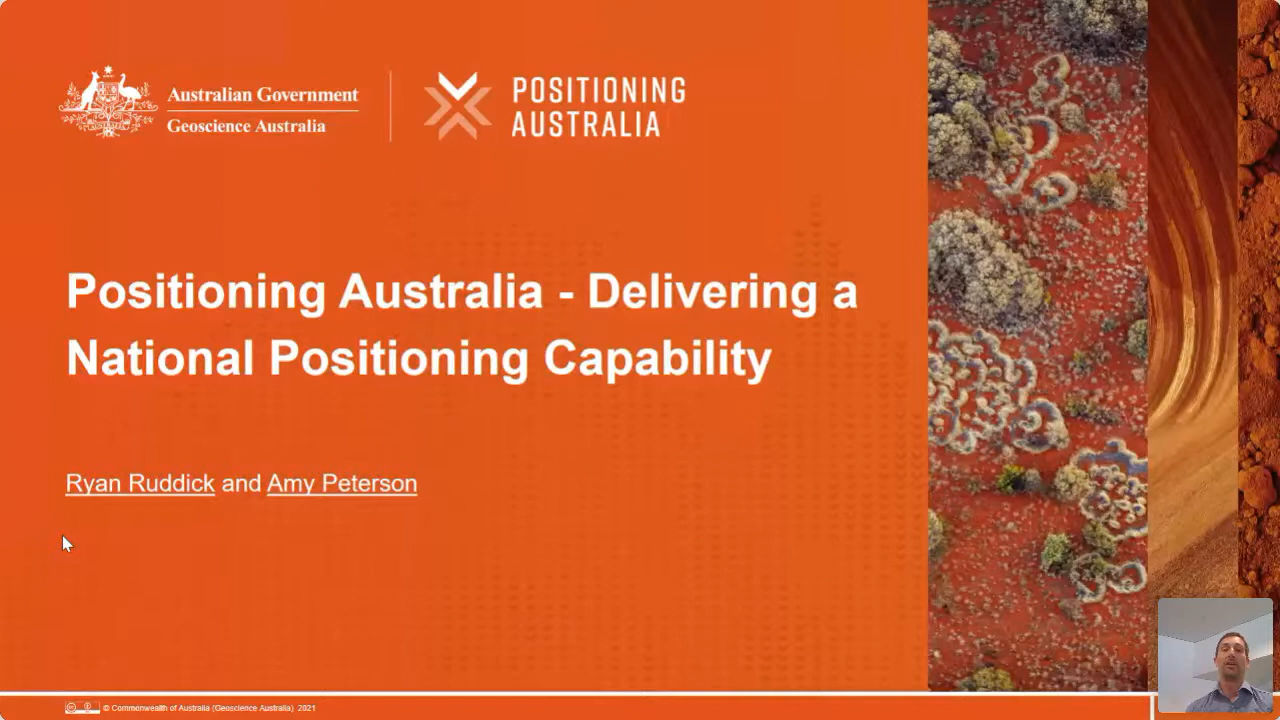 Australian Government
Geoscience Australia
POSITIONING
AUSTRALIA
Positioning Australia - Delivering a
National Positioning Capability
Ryan Ruddick and Amy Peterson
© Commonwealth of Australia (Geoscience Australia) 2021